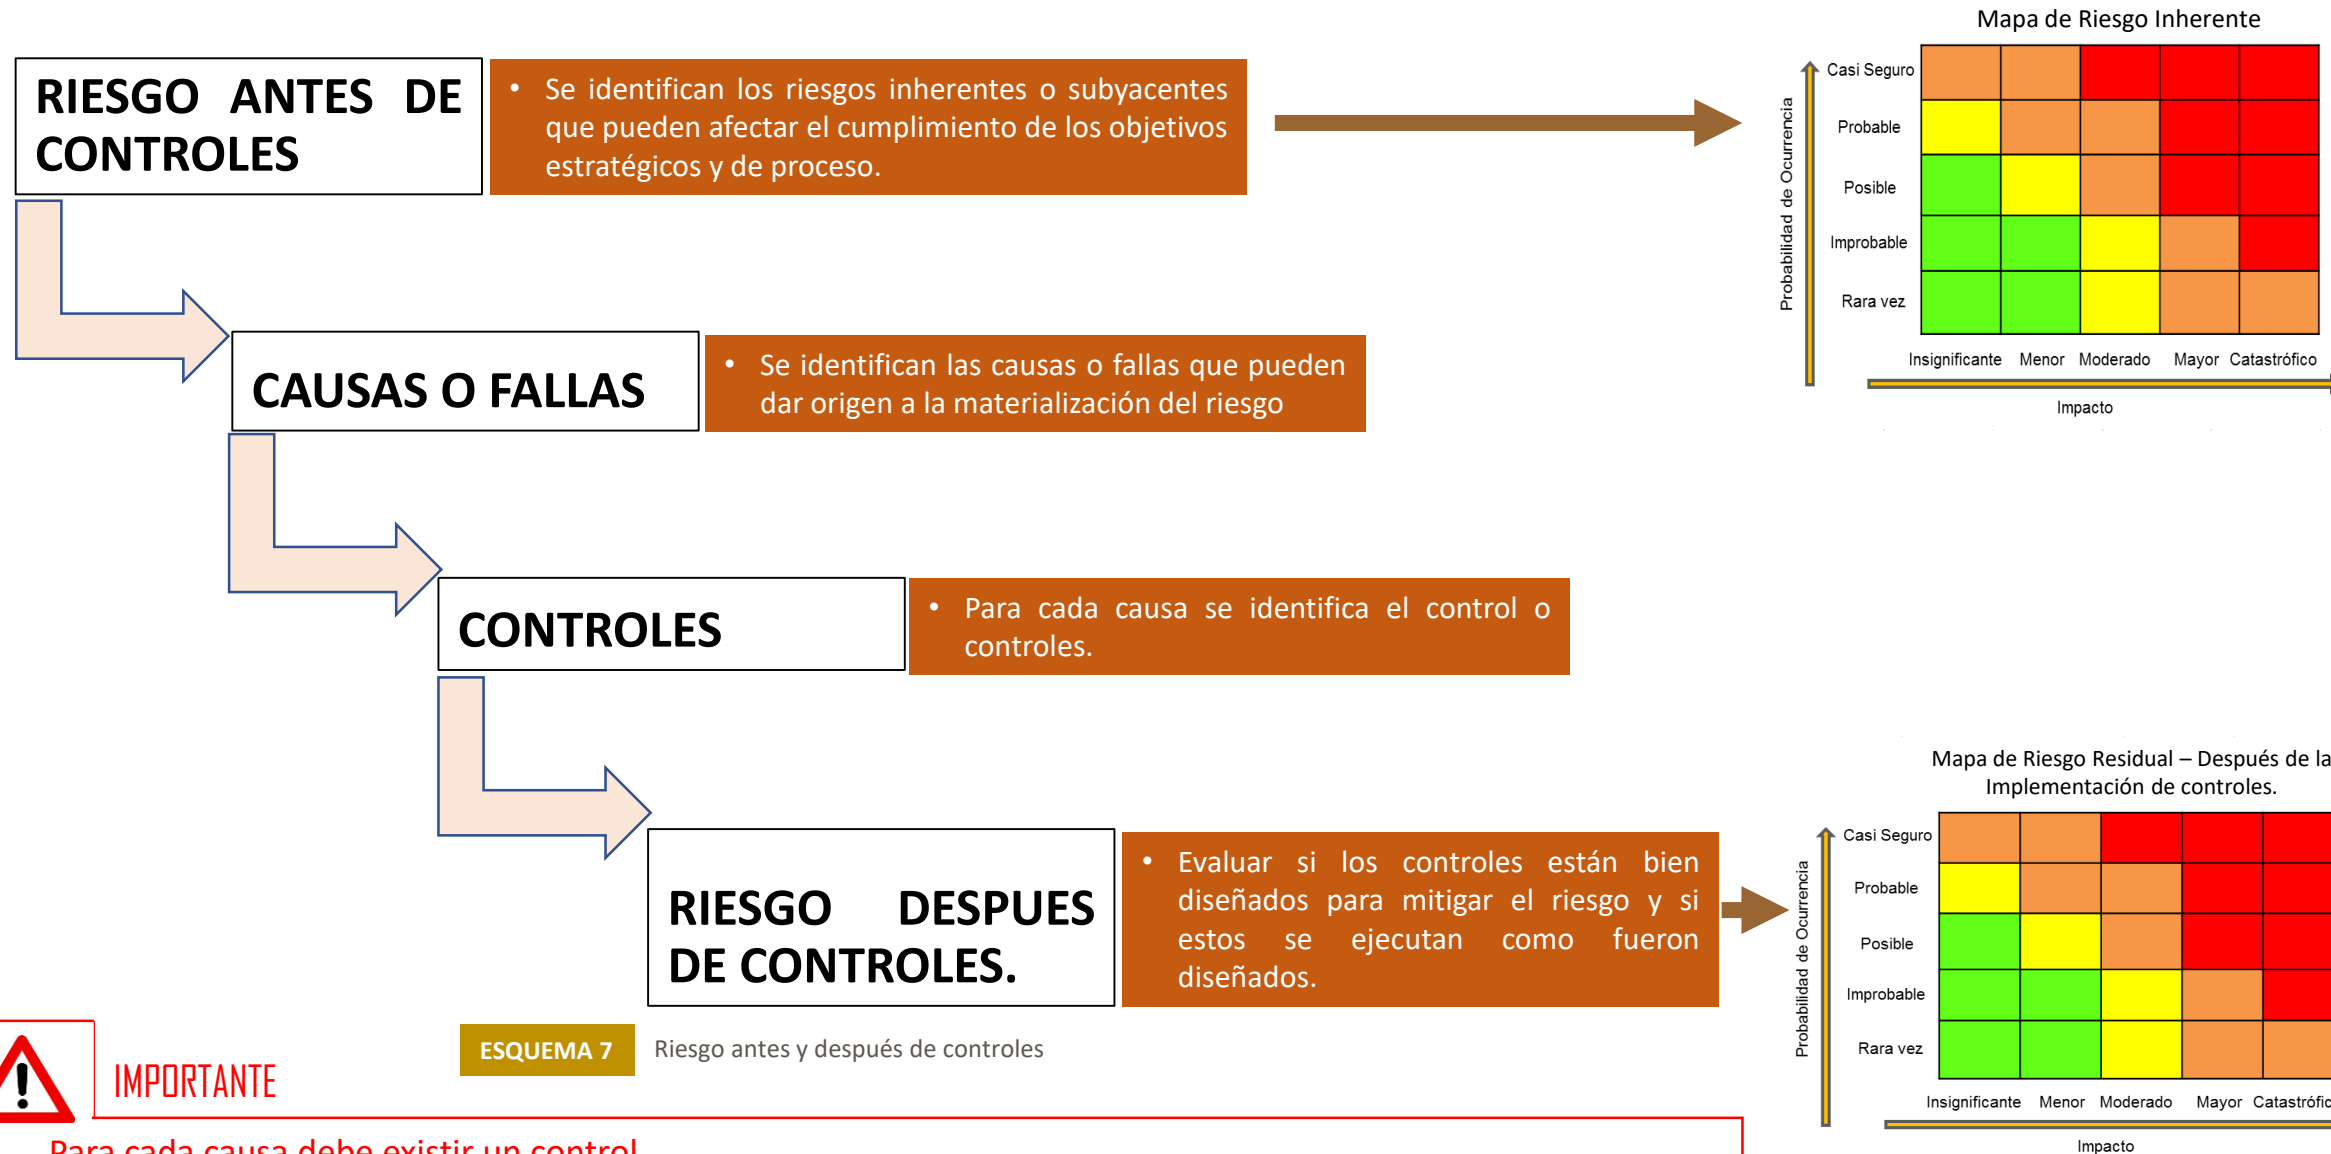 RIESGO ANTES DE
CONTROLES
• Se identifican los riesgos inherentes o subyacentes
que pueden afectar el cumplimiento de los objetivos
estratégicos y de proceso.
Mapa de Riesgo Inherente
Probabilidad de Ocurrencia
Casi Seguro
Probable
Posible
Improbable
Rara vez
Insignificante Menor Moderado Mayor Catastrófico
Impacto
CAUSAS O FALLAS
• Se identifican las causas o fallas que pueden
dar origen a la materialización del riesgo
CONTROLES
• Para cada causa se identifica el control o
controles.
RIESGO DESPUES
DE CONTROLES.
• Evaluar si los controles están bien
diseñados para mitigar el riesgo y si
estos se ejecutan como fueron
diseñados.
Mapa de Riesgo Residual – Después de la
Implementación de controles.
Probabilidad de Ocurrencia
Casi Seguro
Probable
Posible
Improbable
Rara vez
Insignificante Menor Moderado Mayor Catastrófic
Impacto
ESQUEMA 7 Riesgo antes y después de controles
IMPORTANTE
Para cada causa debe existir un control